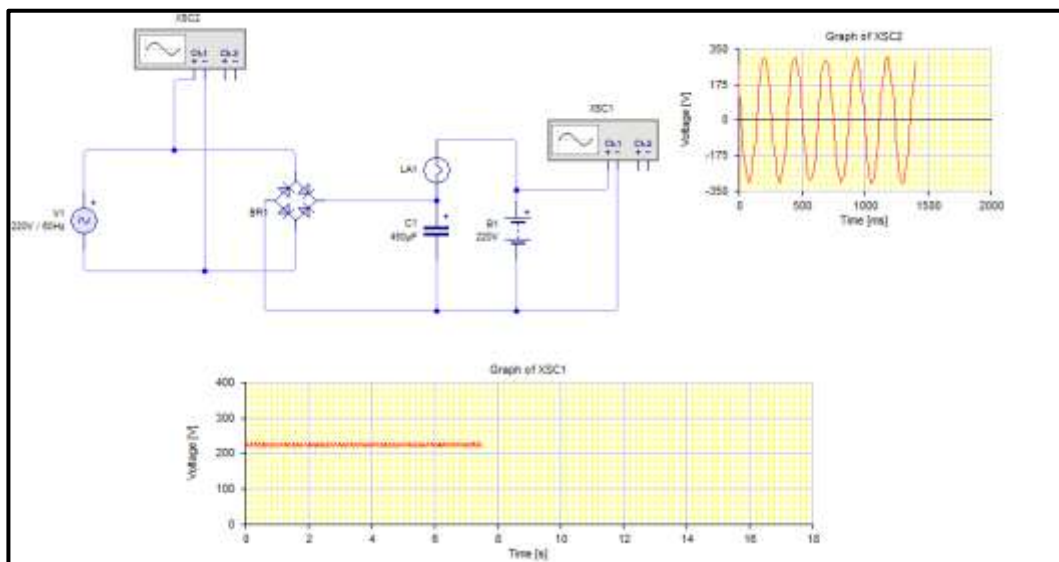 XSC2
Ch1 Ch2
+ − + −
Graph of XSC2
350
175
0
-175
-350
Voltage [V]
0 500 1000 1500 2000
Time [ms]
XSC1
Ch1 Ch2
+ − + −
LA1
V1
220V / 60Hz
BR1
C1
B1
220V
Graph of XSC1
400
300
200
100
0
Voltage [V]
0 2 4 6 8 10 12 14 16 18
Time [s]